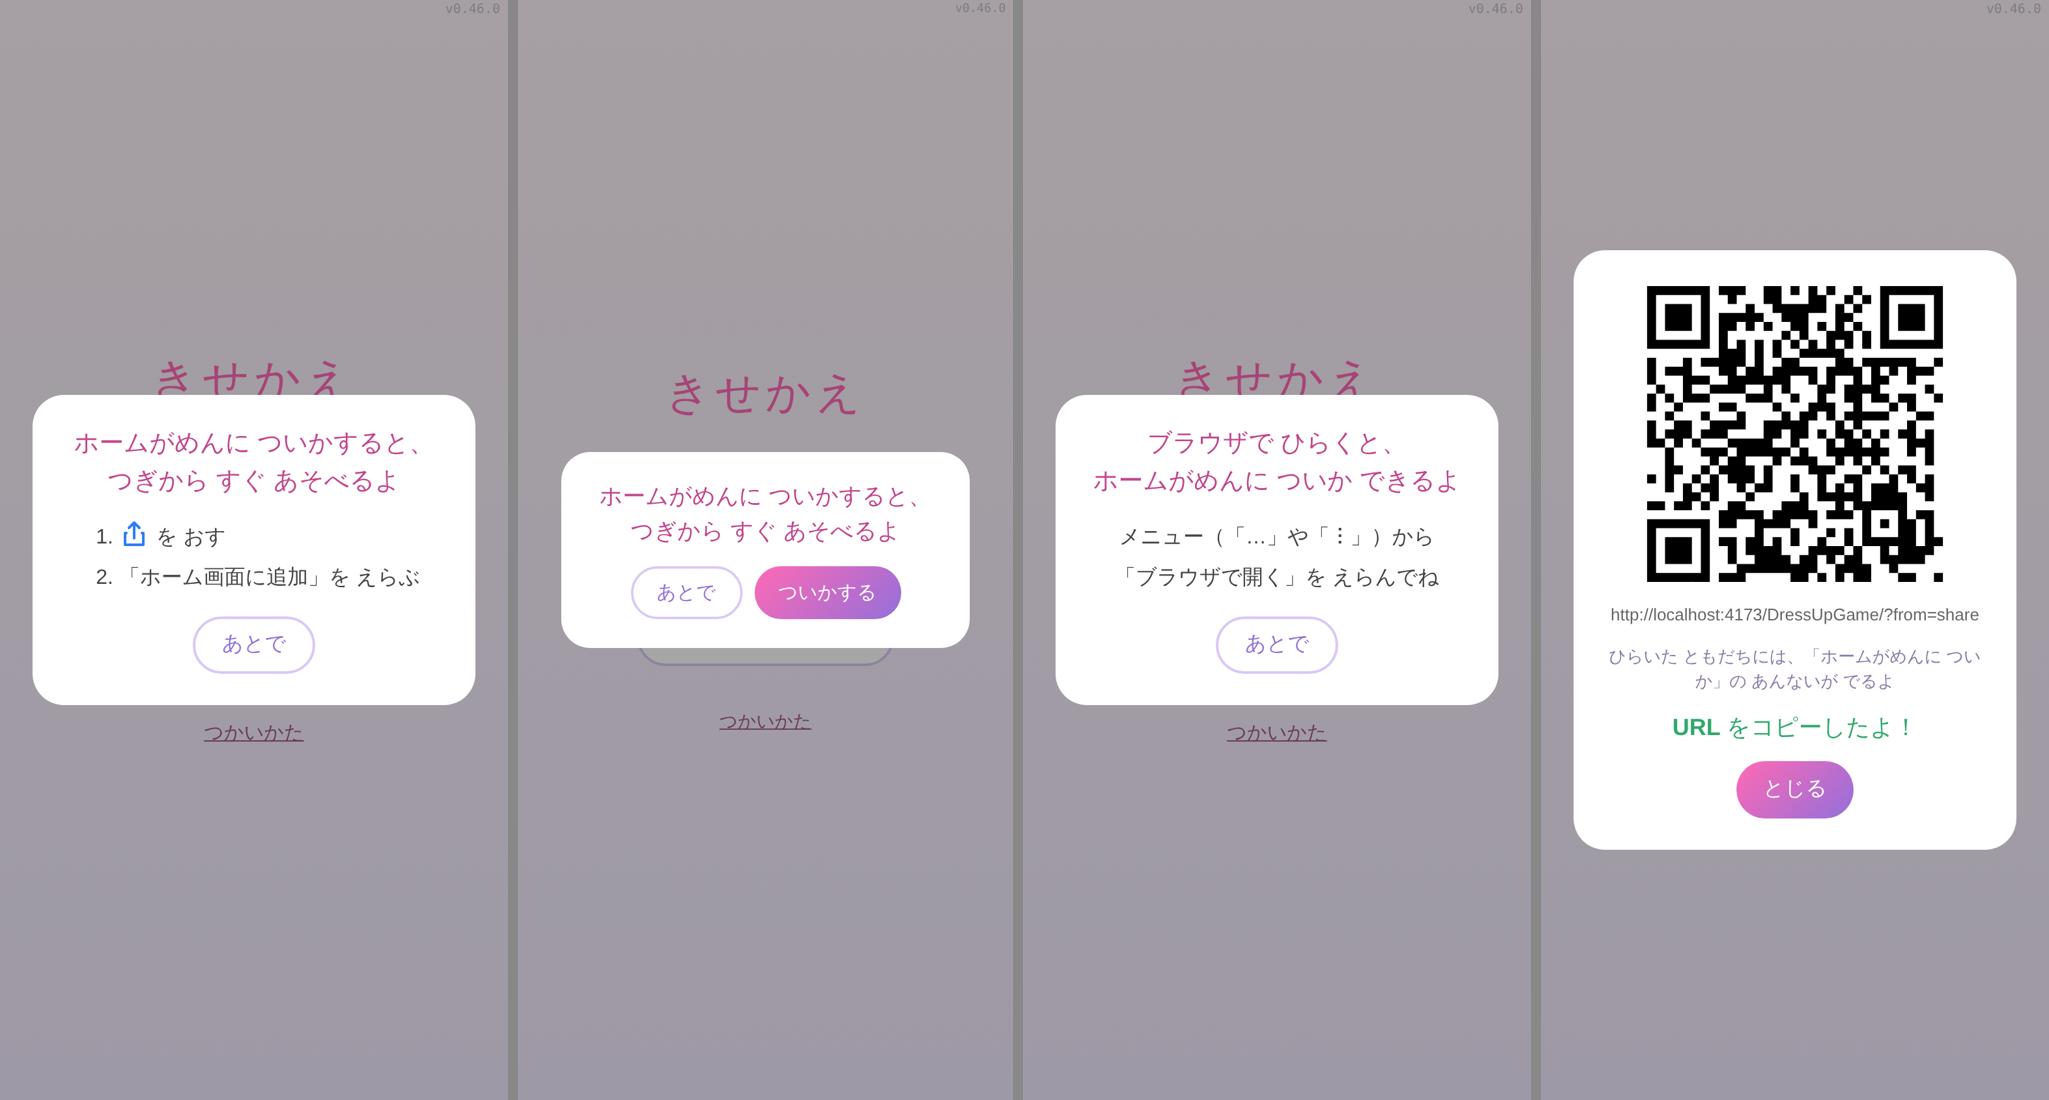 v0.46.0
きせかえ
ホームがめんに ついかすると、
つぎから すぐ あそべるよ
1. を おす
2. 「ホーム画面に追加」を えらぶ
あとで
つかいかた
v0.46.0
きせかえ
ホームがめんに ついかすると、
つぎから すぐ あそべるよ
あとで
ついかする
つかいかた
v0.46.0
きせかえ
ブラウザで ひらくと、
ホームがめんに ついか できるよ
メニュー（「…」や「⋮」）から
「ブラウザで開く」を えらんでね
あとで
つかいかた
v0.46.0
http://localhost:4173/DressUpGame/?from=share
ひらいた ともだちには、「ホームがめんに つい
か」の あんないが でるよ
URL をコピーしたよ！
とじる